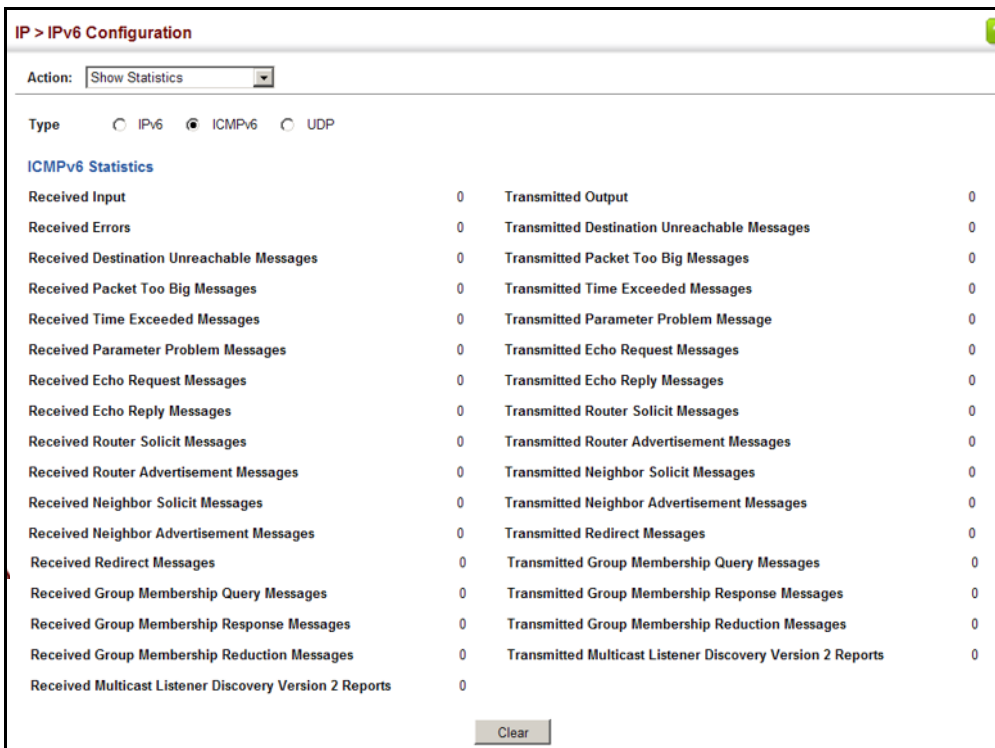 IP > IPv6 Configuration
Action: Show Statistics
Type IPv6 ICMPv6 UDP
ICMPv6 Statistics
Received Input 0 Transmitted Output 0
Received Errors 0 Transmitted Destination Unreachable Messages 0
Received Destination Unreachable Messages 0 Transmitted Packet Too Big Messages 0
Received Packet Too Big Messages 0 Transmitted Time Exceeded Messages 0
Received Time Exceeded Messages 0 Transmitted Parameter Problem Message 0
Received Parameter Problem Messages 0 Transmitted Echo Request Messages 0
Received Echo Request Messages 0 Transmitted Echo Reply Messages 0
Received Echo Reply Messages 0 Transmitted Router Solicit Messages 0
Received Router Solicit Messages 0 Transmitted Router Advertisement Messages 0
Received Router Advertisement Messages 0 Transmitted Neighbor Solicit Messages 0
Received Neighbor Solicit Messages 0 Transmitted Neighbor Advertisement Messages 0
Received Neighbor Advertisement Messages 0 Transmitted Redirect Messages 0
Received Redirect Messages 0 Transmitted Group Membership Query Messages 0
Received Group Membership Query Messages 0 Transmitted Group Membership Response Messages 0
Received Group Membership Response Messages 0 Transmitted Group Membership Reduction Messages 0
Received Group Membership Reduction Messages 0 Transmitted Multicast Listener Discovery Version 2 Reports 0
Received Multicast Listener Discovery Version 2 Reports 0
Clear